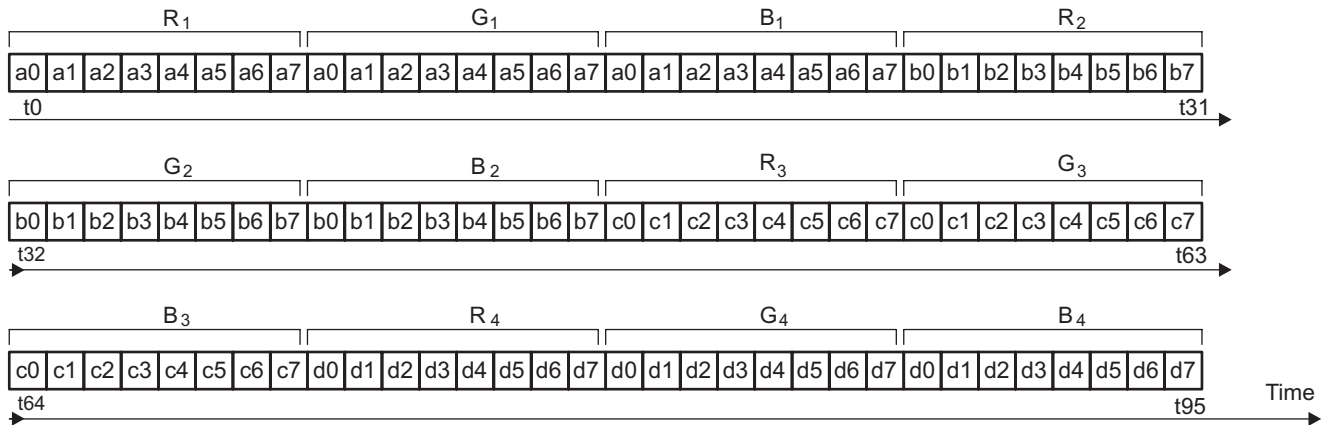 R1 G1 B1 R2
a0 a1 a2 a3 a4 a5 a6 a7 a0 a1 a2 a3 a4 a5 a6 a7 a0 a1 a2 a3 a4 a5 a6 a7 b0 b1 b2 b3 b4 b5 b6 b7
t0 t31
G2 B2 R3 G3
b0 b1 b2 b3 b4 b5 b6 b7 b0 b1 b2 b3 b4 b5 b6 b7 c0 c1 c2 c3 c4 c5 c6 c7 c0 c1 c2 c3 c4 c5 c6 c7
t32 t63
B3 R4 G4 B4
c0 c1 c2 c3 c4 c5 c6 c7 d0 d1 d2 d3 d4 d5 d6 d7 d0 d1 d2 d3 d4 d5 d6 d7 d0 d1 d2 d3 d4 d5 d6 d7
t64 t95 Time